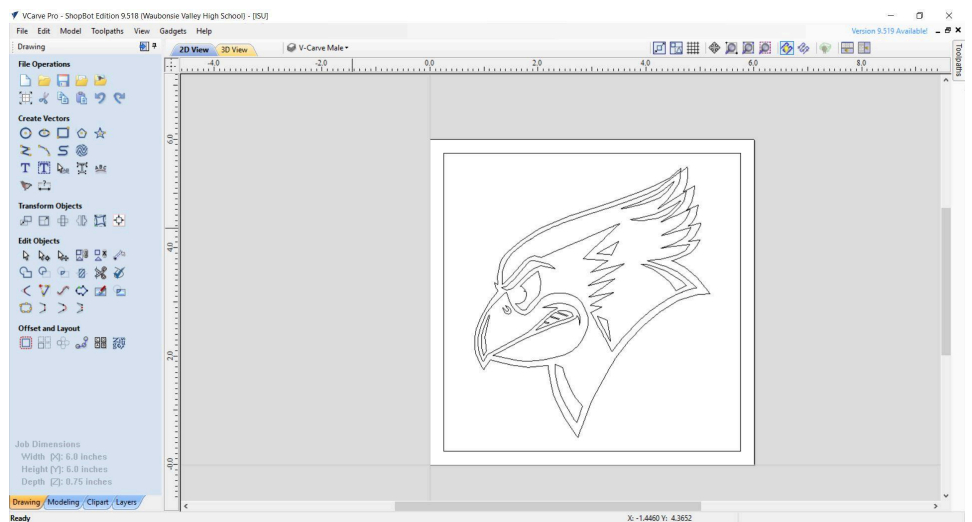 VCarve Pro - ShopBot Edition 9.518 (Waubonsie Valley High School) - [ISU]
File Edit Model Toolpaths View Gadgets Help
Version 9.519 Available!
Drawing
2D View 3D View V-Carve Male
Toolpaths
File Operations
-4.0 -2.0 0.0 2.0 4.0 6.0 8.0
Create Vectors
6.0
Transform Objects
Edit Objects
4.0
Offset and Layout
2.0
Job Dimensions
Width [X]: 6.0 inches
Height [Y]: 6.0 inches
Depth [Z]: 0.75 inches
-0.0
Drawing Modeling Clipart Layers
Ready
X: -1.4460 Y: 4.3652